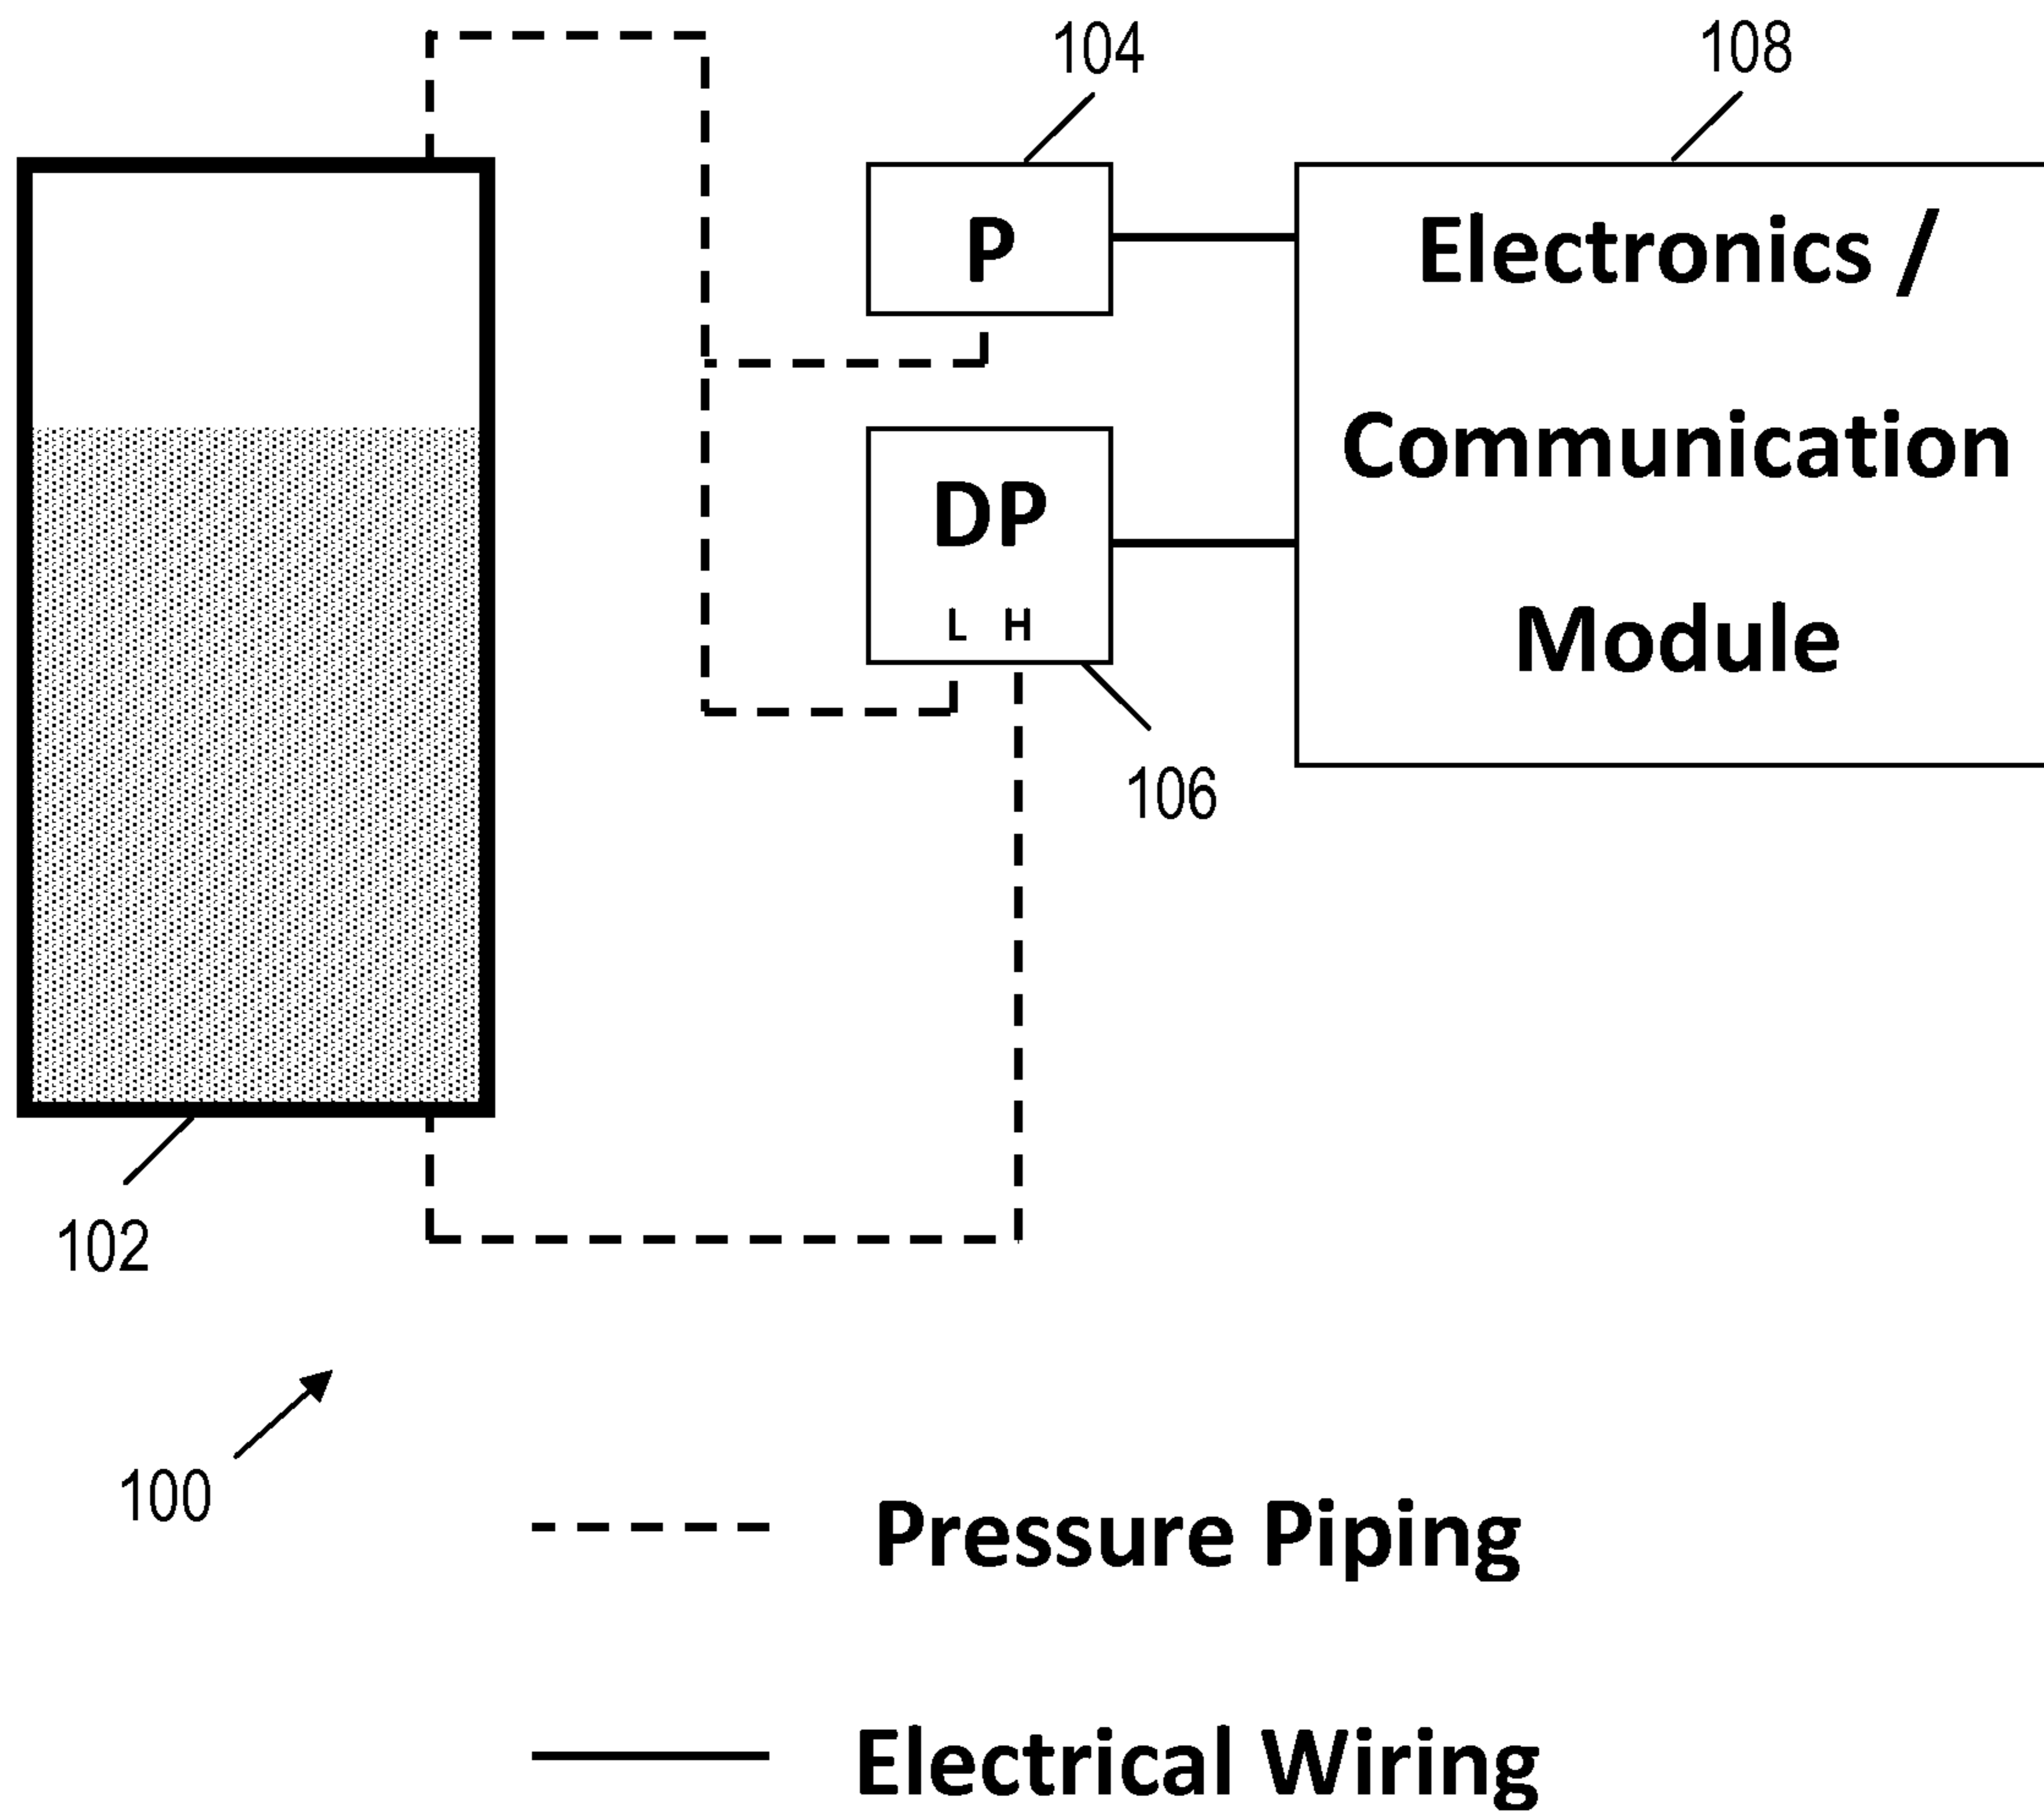 104
108
P
Electronics /
Communication
DP
L H
Module
106
102
100
Pressure Piping
Electrical Wiring